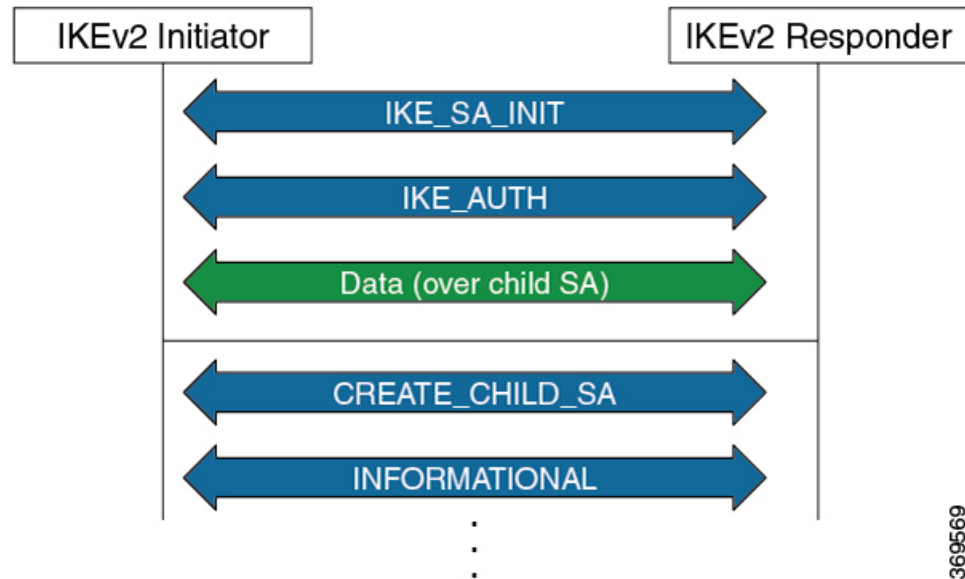 IKEv2 Initiator
IKEv2 Responder
IKE_SA_INIT
IKE_AUTH
Data (over child SA)
CREATE_CHILD_SA
INFORMATIONAL
369569